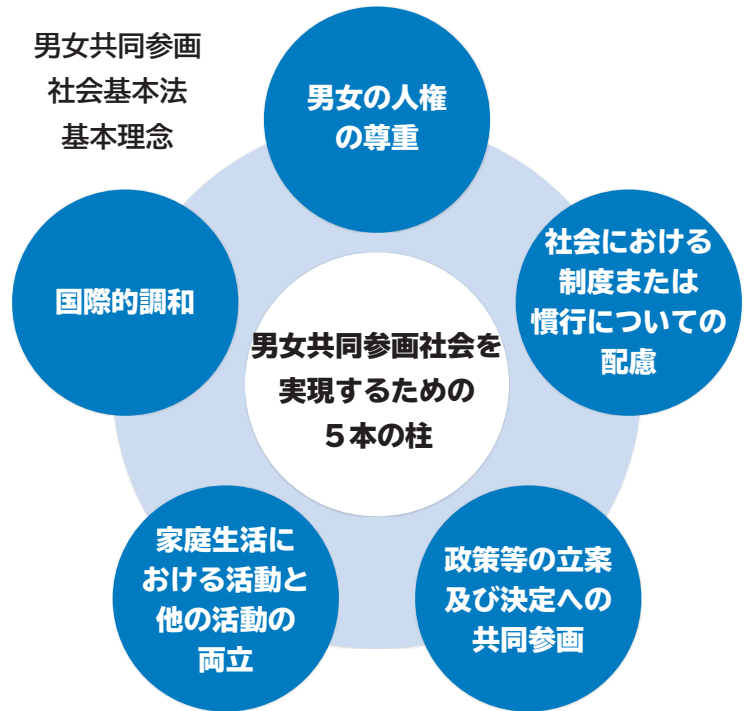 男女共同参画
社会基本法
基本理念
男女の人権
の尊重
社会における
制度または
慣行についての
配慮
政策等の立案
及び決定への
共同参画
家庭生活に
おける活動と
他の活動の
両立
国際的調和
男女共同参画社会を
実現するための
５本の柱